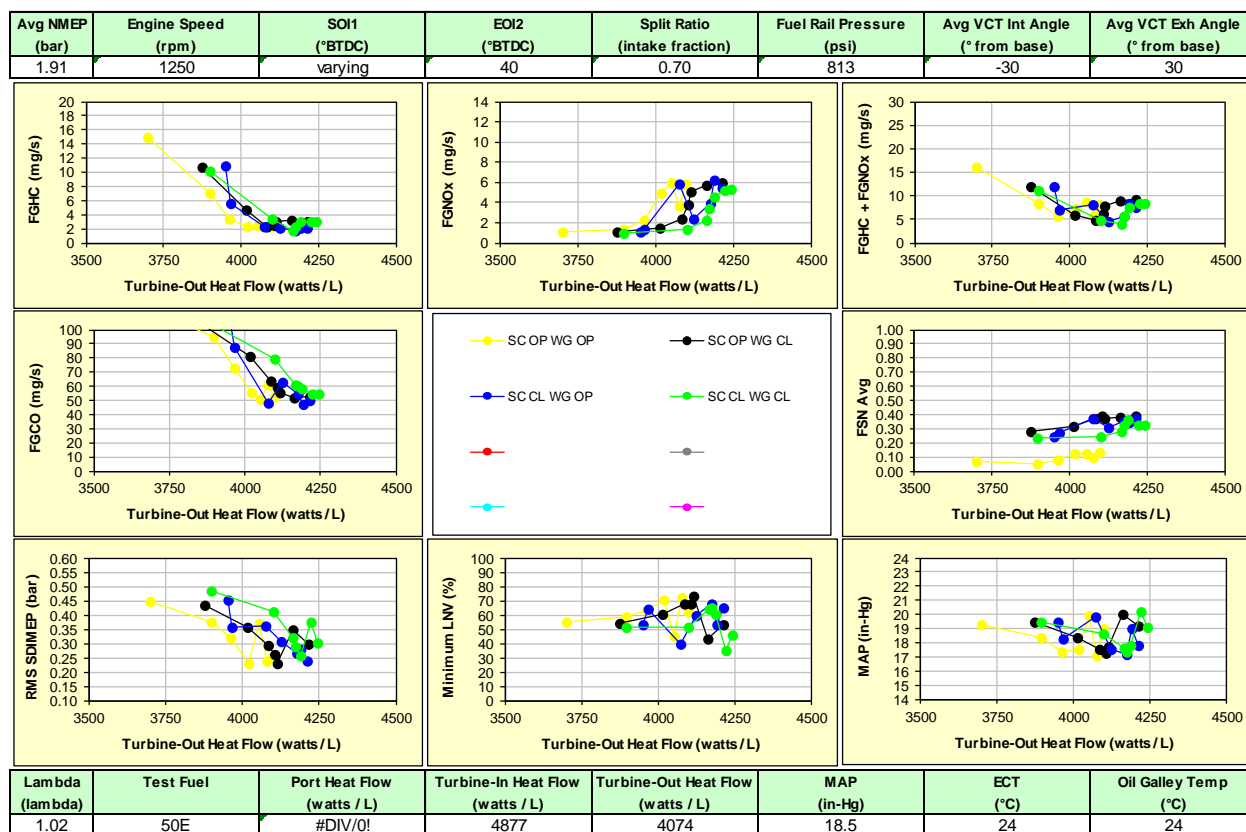 Avg NMEP Engine Speed SOI1 EOI2 Split Ratio Fuel Rail Pressure Avg VCT Int Angle Avg VCT Exh Angle
(bar) (rpm) (°BTDC) (°BTDC) (intake fraction) (psi) (° from base) (° from base)
1.91 1250 varying 40 0.70 813 -30 30
FGHC (mg/s)
20
18
16
14
12
10
8
6
4
2
0
3500 3750 4000 4250 4500
Turbine-Out Heat Flow (watts / L)
FGNOx (mg/s)
14
12
10
8
6
4
2
0
3500 3750 4000 4250 4500
Turbine-Out Heat Flow (watts / L)
FGHC + FGNOx (mg/s)
30
25
20
15
10
5
0
3500 3750 4000 4250 4500
Turbine-Out Heat Flow (watts / L)
FGCO (mg/s)
100
90
80
70
60
50
40
30
20
10
0
3500 3750 4000 4250 4500
Turbine-Out Heat Flow (watts / L)
SC OP WG OP SC OP WG CL
SC CL WG OP SC CL WG CL
FSN Avg
1.00
0.90
0.80
0.70
0.60
0.50
0.40
0.30
0.20
0.10
0.00
3500 3750 4000 4250 4500
Turbine-Out Heat Flow (watts / L)
RMS SDIMEP (bar)
0.60
0.55
0.50
0.45
0.40
0.35
0.30
0.25
0.20
0.15
0.10
3500 3750 4000 4250 4500
Turbine-Out Heat Flow (watts / L)
Minimum LNV (%)
100
90
80
70
60
50
40
30
20
10
0
3500 3750 4000 4250 4500
Turbine-Out Heat Flow (watts / L)
MAP (in-Hg)
24
23
22
21
20
19
18
17
16
15
14
3500 3750 4000 4250 4500
Turbine-Out Heat Flow (watts / L)
Lambda Test Fuel Port Heat Flow Turbine-In Heat Flow Turbine-Out Heat Flow MAP ECT Oil Galley Temp
(lambda) (watts / L) (watts / L) (watts / L) (in-Hg) (°C) (°C)
1.02 50E #DIV/0! 4877 4074 18.5 24 24